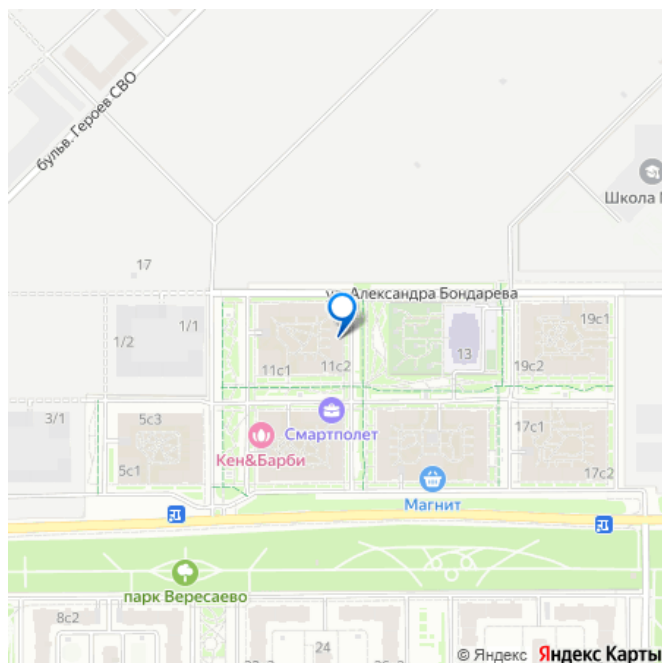 бульв. Героев СВО
Школа
17
ул. Александра Бондарева
1/1
1/2
19с1
13
19с2
11с1
11с2
3/1
5с3
Смартполет
17с1
Кен&Барби
5с1
17с2
Магнит
парк Вересаево
8с2
24
© Яндекс Яндекс Карты